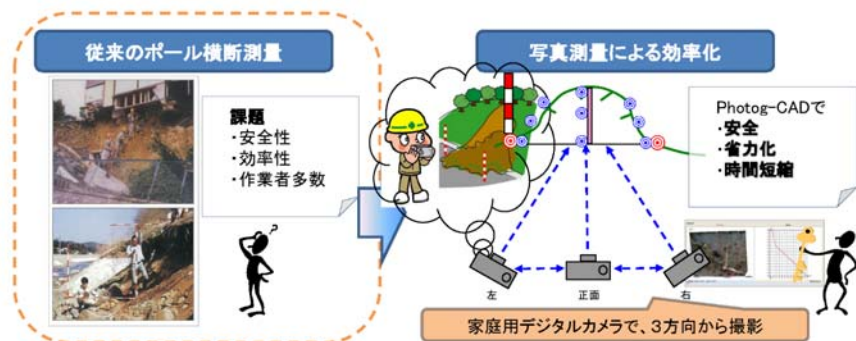 従来のポール横断測量
課題
・安全性
・効率性
・作業者多数
?
写真測量による効率化
Photog-CADで
・安全
・省力化
・時間短縮
左
正面
右
家庭用デジタルカメラで、3方向から撮影